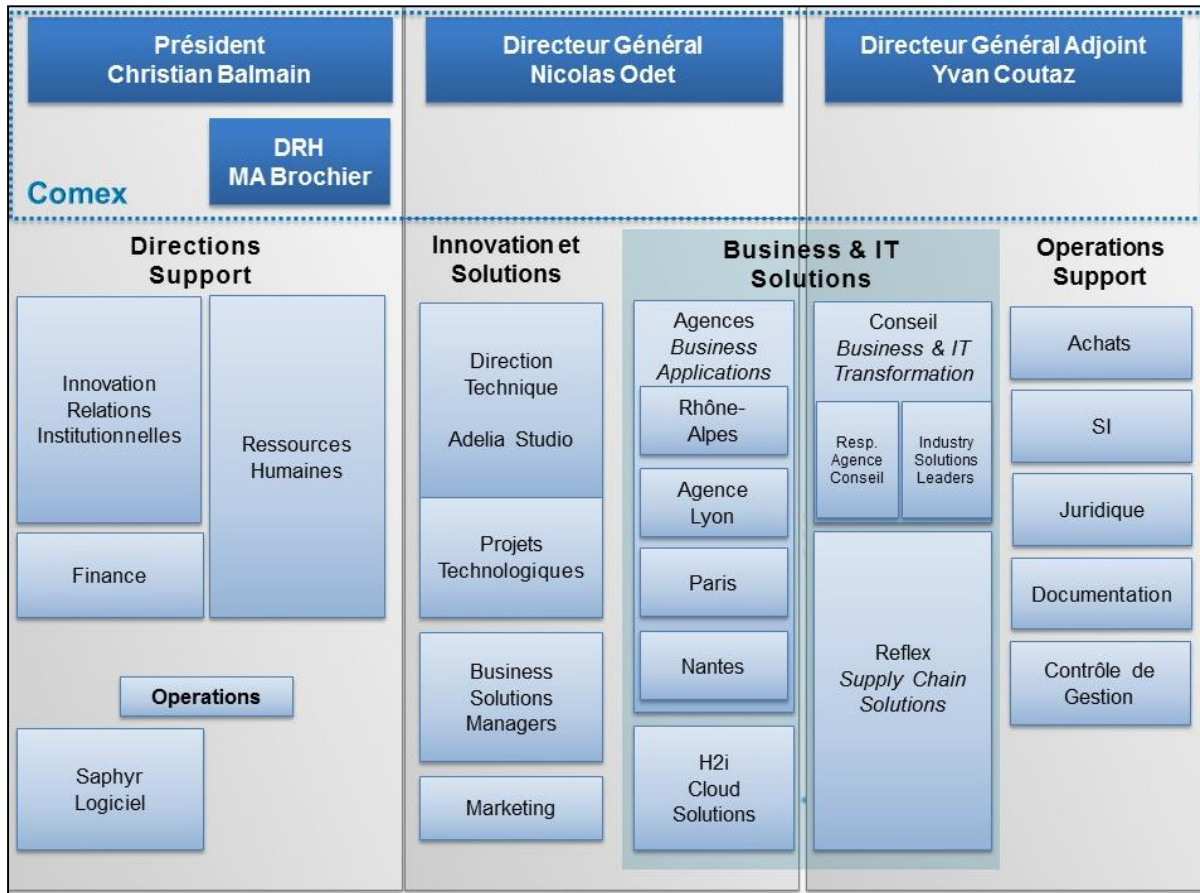 Président
Christian Balmain
Directeur Général
Nicolas Odet
Directeur Général Adjoint
Yvan Coutaz
DRH
MA Brochier
Comex
Directions
Support
Innovation
Relations
Institutionnelles
Ressources
Humaines
Finance
Operations
Saphyr
Logiciel
Innovation et
Solutions
Direction
Technique
Adelia Studio
Projets
Technologiques
Business
Solutions
Managers
Marketing
Business & IT
Solutions
Agences
Business
Applications
Rhône-
Alpes
Agence
Lyon
Paris
Nantes
H2i
Cloud
Solutions
Conseil
Business & IT
Transformation
Resp.
Agence
Conseil
Industry
Solutions
Leaders
Reflex
Supply Chain
Solutions
Operations
Support
Achats
SI
Juridique
Documentation
Contrôle de
Gestion